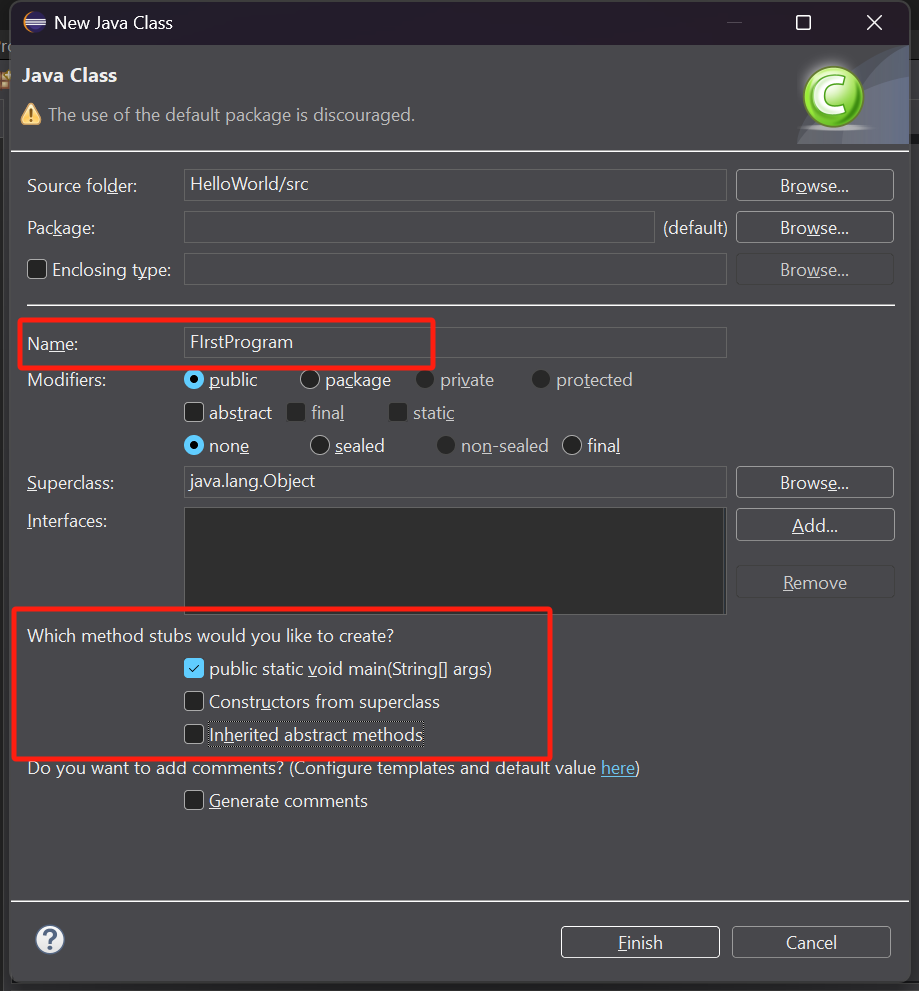 New Java Class
Java Class
The use of the default package is discouraged.
Source folder: HelloWorld/src Browse...
Package: (default) Browse...
Enclosing type: Browse...
Name: FIrstProgram
Modifiers: public package private protected
abstract final static
none sealed non-sealed final
Superclass: java.lang.Object Browse...
Interfaces: Add...
Remove
Which method stubs would you like to create?
public static void main(String[] args)
Constructors from superclass
Inherited abstract methods
Do you want to add comments? (Configure templates and default value here)
Generate comments
? Finish Cancel